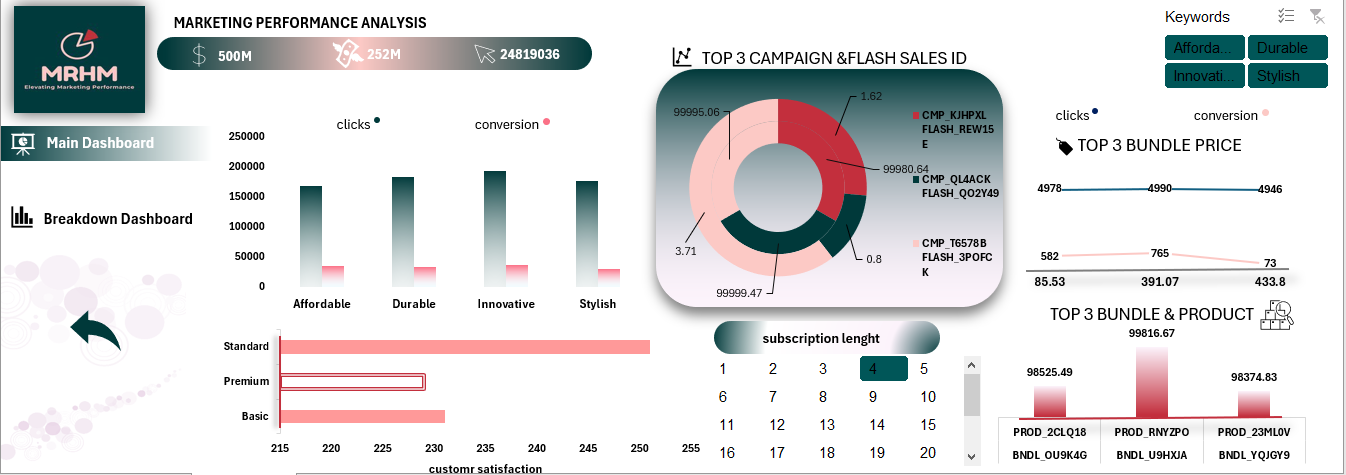 MRHM
Elevating Marketing Performance
Main Dashboard
Breakdown Dashboard
MARKETING PERFORMANCE ANALYSIS
$ 500M 252M 24819036
clicks conversion
250000
200000
150000
100000
50000
0
Affordable Durable Innovative Stylish
Standard
Premium
Basic
215 220 225 230 235 240 245 250 255
customr satisfaction
TOP 3 CAMPAIGN &FLASH SALES ID
99995.06
1.62
99980.64
3.71
0.8
99999.47
CMP_KJHPXL
FLASH_REW15
E
CMP_QL4ACK
FLASH_QO2Y49
CMP_T6578B
FLASH_3POFC
K
subscription lenght
1 2 3 4 5
6 7 8 9 10
11 12 13 14 15
16 17 18 19 20
Keywords
Afforda... Durable
Innovati... Stylish
clicks conversion
TOP 3 BUNDLE PRICE
4978 4990 4946
582 765 73
85.53 391.07 433.8
TOP 3 BUNDLE & PRODUCT
98525.49 99816.67 98374.83
PROD_2CLQ18 PROD_RNYZPO PROD_23ML0V
BNDL_OU9K4G BNDL_U9HXJA BNDL_YQJGY9